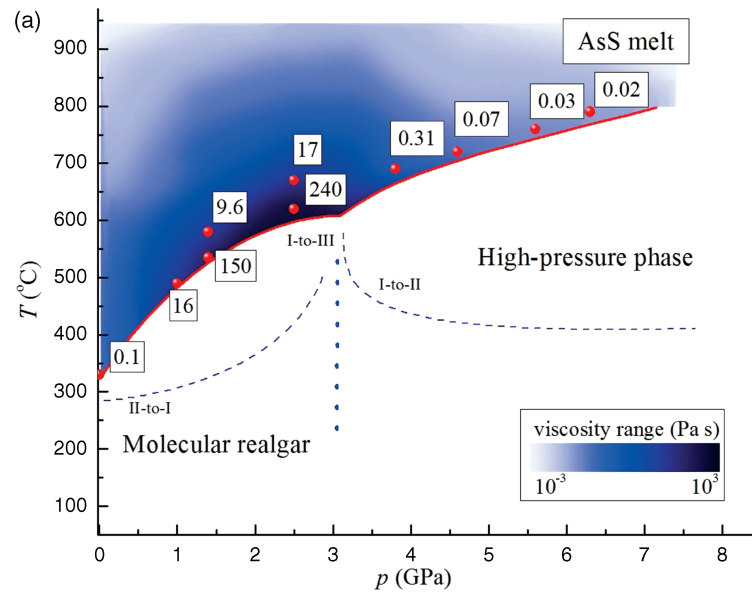 (a)
AsS melt
900
800
700
600
500
400
300
200
100
T (°C)
0.02
0.03
0.07
0.31
17
240
9.6
150
16
0.1
I-to-III
I-to-II
II-to-I
High-pressure phase
Molecular realgar
viscosity range (Pa s)
10⁻³ 10³
0 1 2 3 4 5 6 7 8
p (GPa)